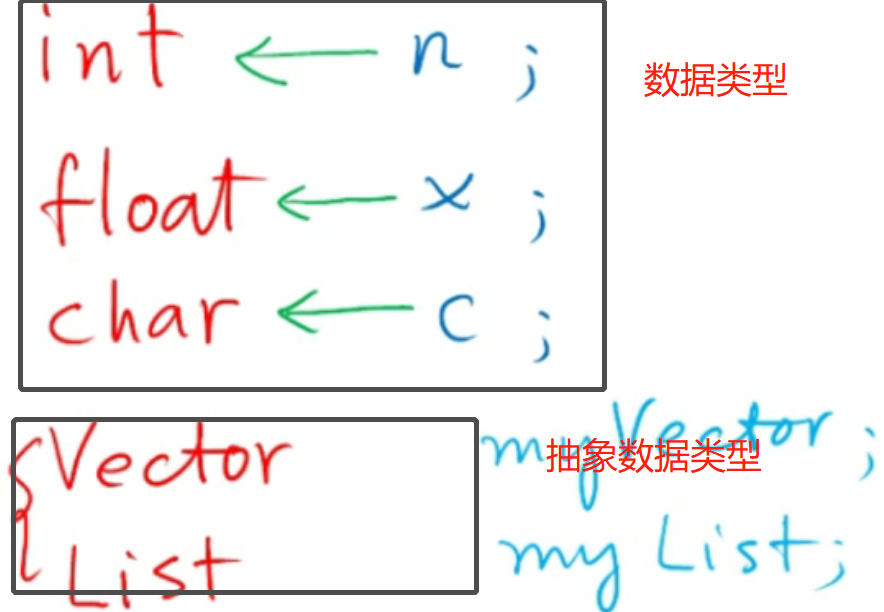 int ← n ;
数据类型
float ← x ;
char ← c ;
Vector myVector ;
抽象数据类型
List myList;